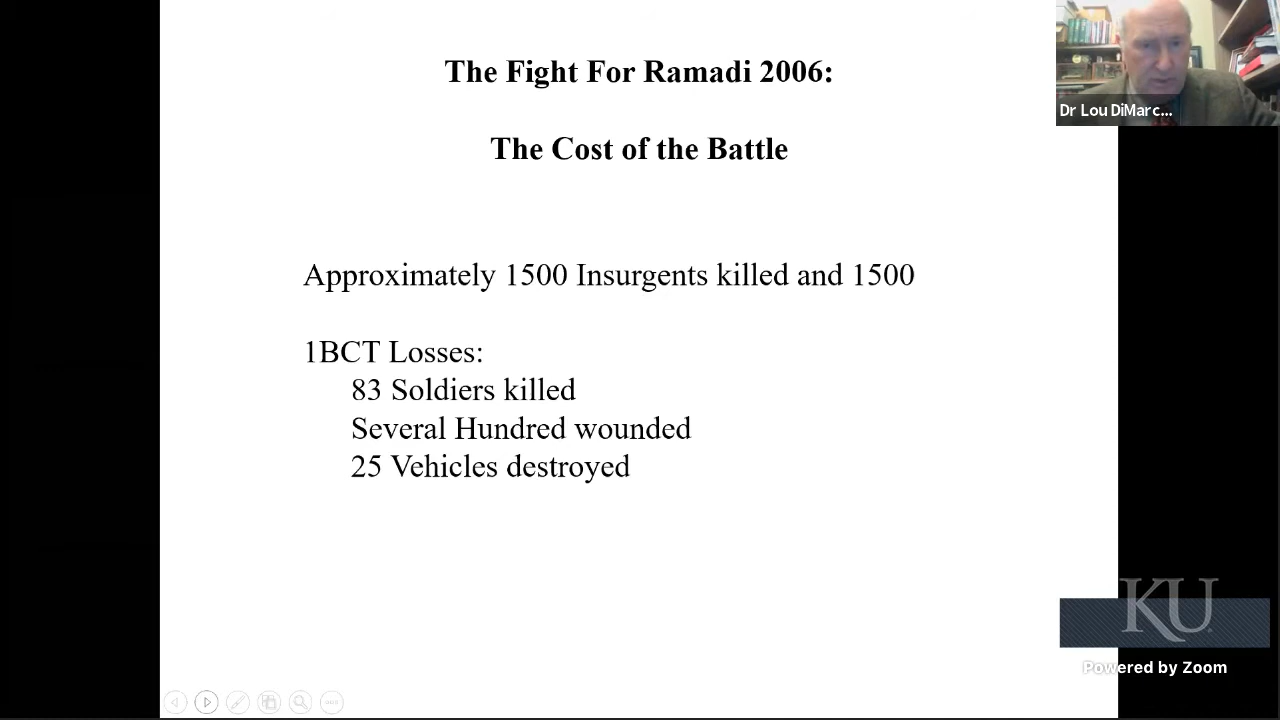 The Fight For Ramadi 2006:
The Cost of the Battle
Dr Lou DiMarc...
Approximately 1500 Insurgents killed and 1500
1BCT Losses:
83 Soldiers killed
Several Hundred wounded
25 Vehicles destroyed
KU
Powered by Zoom